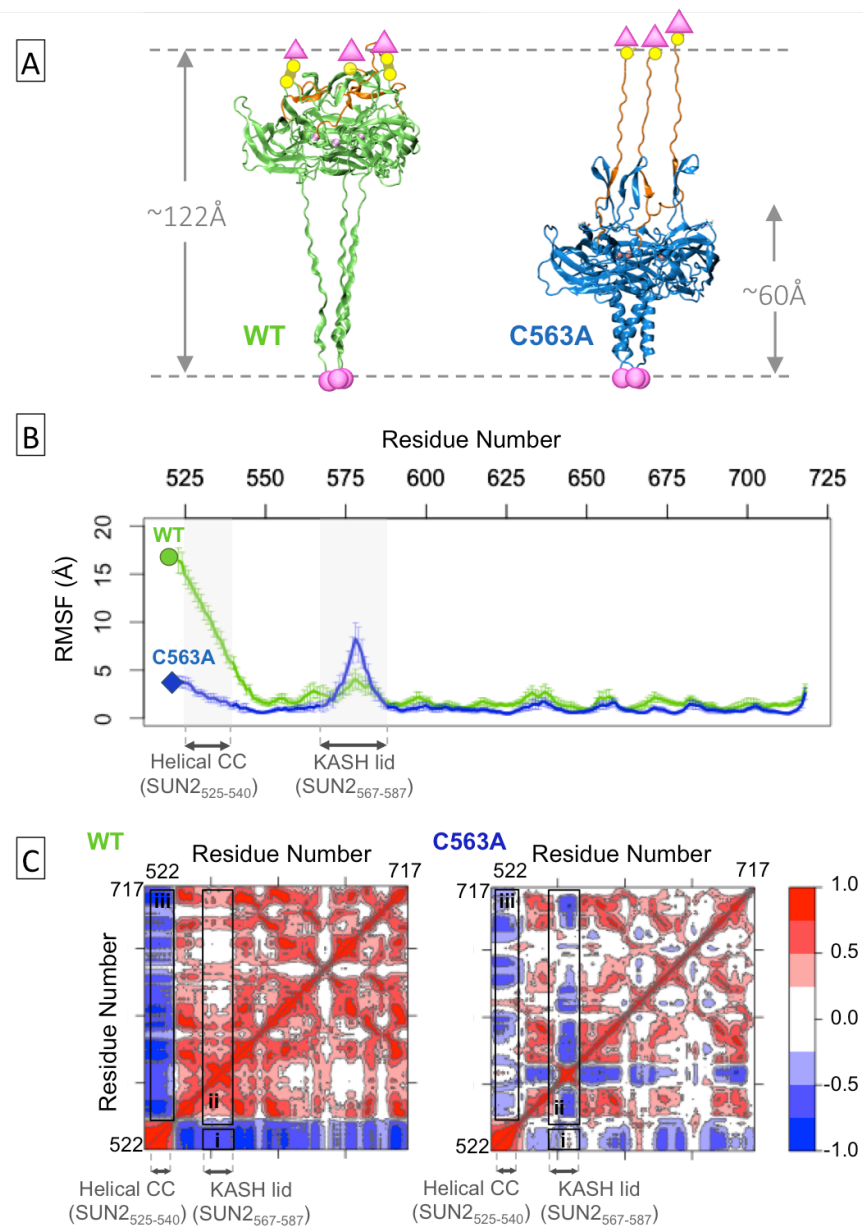 A
~122Å
~60Å
WT
C563A
B
Residue Number
525 550 575 600 625 650 675 700 725
RMSF (Å)
20
15
10
5
0
WT
C563A
Helical CC
(SUN2525-540)
KASH lid
(SUN2567-587)
C
WT
C563A
Residue Number
Residue Number
522 717
522 717
717
717
Residue Number
iii
ii
i
iii
ii
i
522
522
1.0
0.5
0.0
-0.5
-1.0
Helical CC
(SUN2525-540)
KASH lid
(SUN2567-587)
Helical CC
(SUN2525-540)
KASH lid
(SUN2567-587)